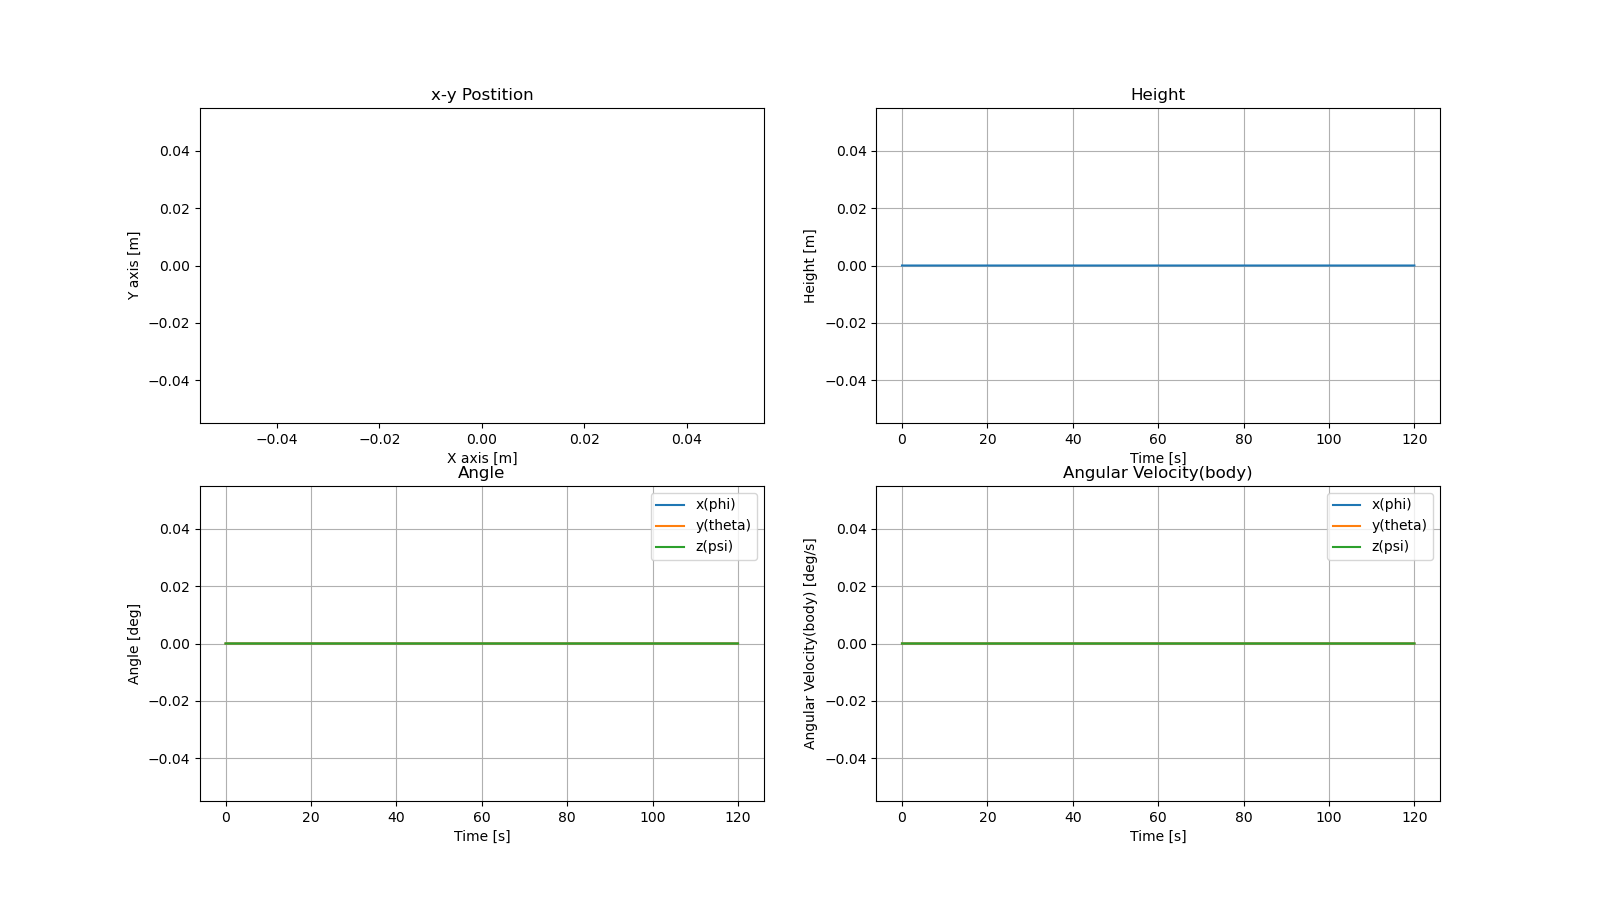 x-y Postition
0.04
0.02
0.00
−0.02
−0.04
Y axis [m]
−0.04 −0.02 0.00 0.02 0.04
X axis [m]
Height
0.04
0.02
0.00
−0.02
−0.04
Height [m]
0 20 40 60 80 100 120
Time [s]
Angle
x(phi)
y(theta)
z(psi)
0.04
0.02
0.00
−0.02
−0.04
Angle [deg]
0 20 40 60 80 100 120
Time [s]
Angular Velocity(body)
x(phi)
y(theta)
z(psi)
0.04
0.02
0.00
−0.02
−0.04
Angular Velocity(body) [deg/s]
0 20 40 60 80 100 120
Time [s]